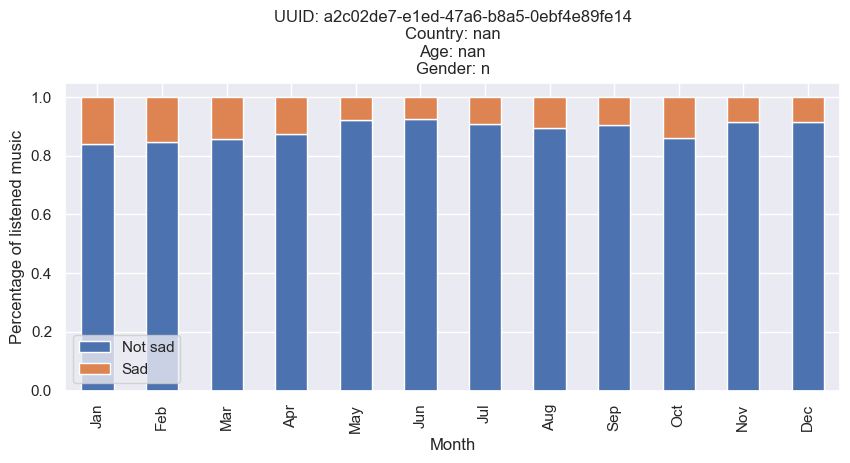 UUID: a2c02de7-e1ed-47a6-b8a5-0ebf4e89fe14
Country: nan
Age: nan
Gender: n
Percentage of listened music
1.0
0.8
0.6
0.4
0.2
0.0
Not sad
Sad
Jan
Feb
Mar
Apr
May
Jun
Jul
Aug
Sep
Oct
Nov
Dec
Month